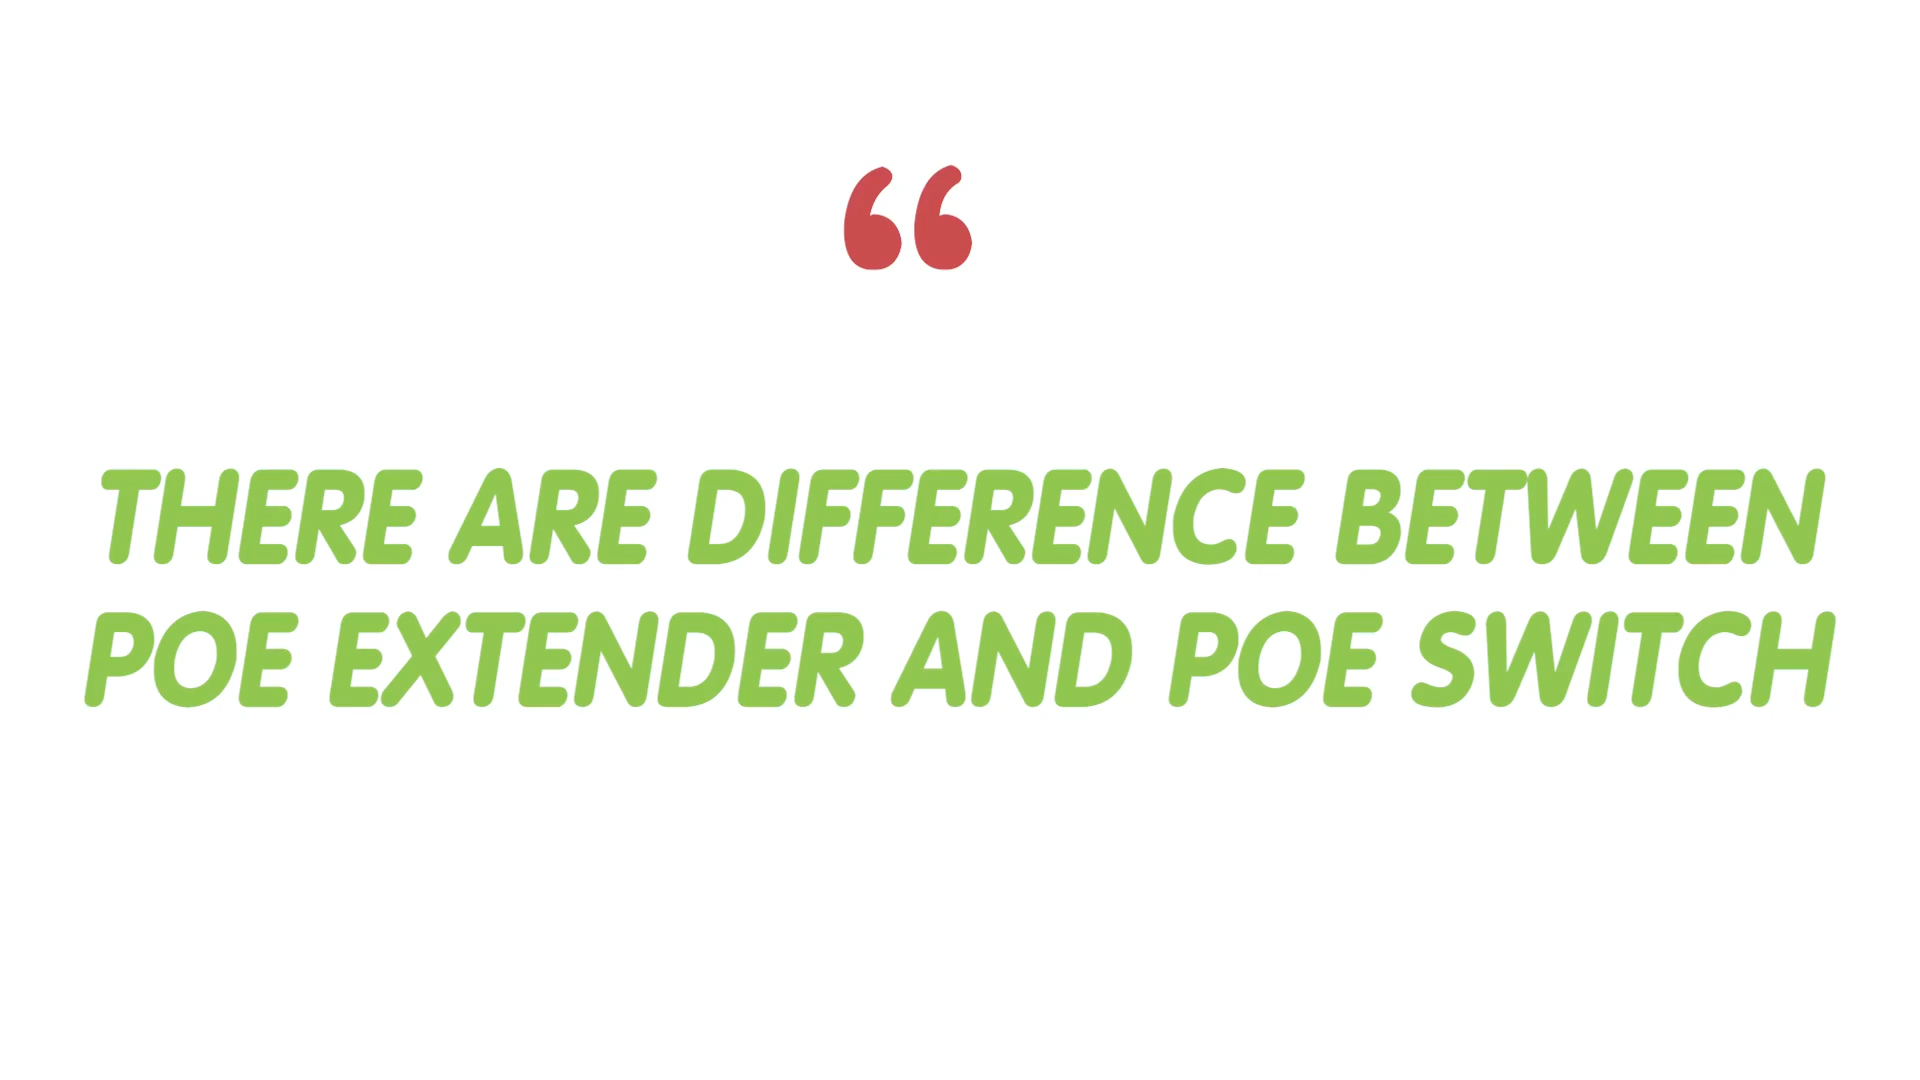 “
THERE ARE DIFFERENCE BETWEEN
POE EXTENDER AND POE SWITCH